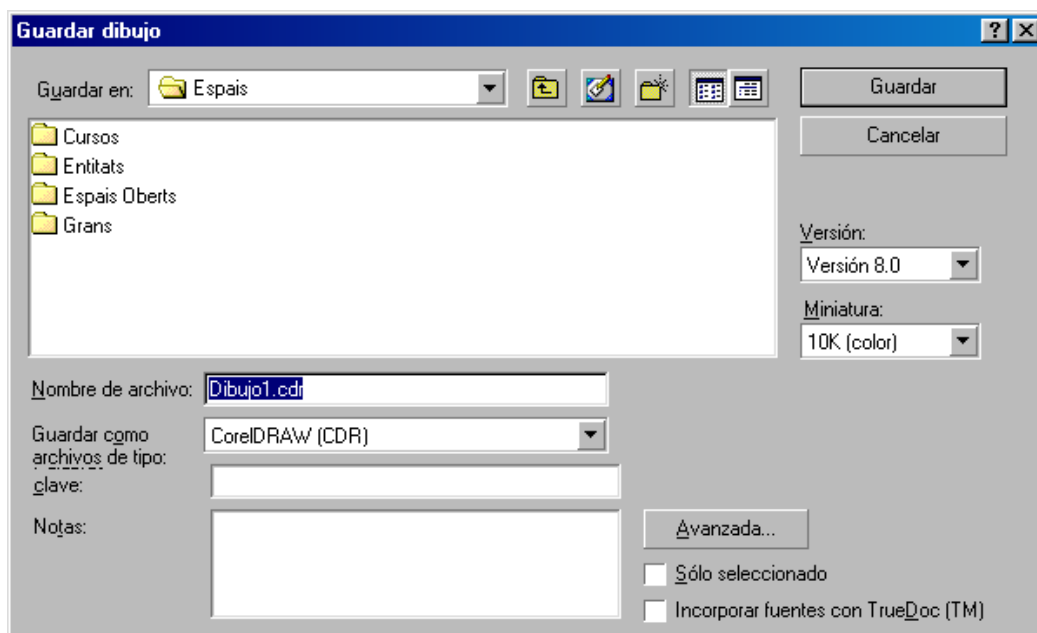 Guardar dibujo
Guardar en: Espais
Guardar
Cancelar
Cursos
Entitats
Espais Oberts
Grans
Versión:
Versión 8.0
Miniatura:
10K (color)
Nombre de archivo: Dibujo1.cdr
Guardar como
archivos de tipo:
CorelDRAW (CDR)
clave:
Notas:
Avanzada...
Sólo seleccionado
Incorporar fuentes con TrueDoc (TM)